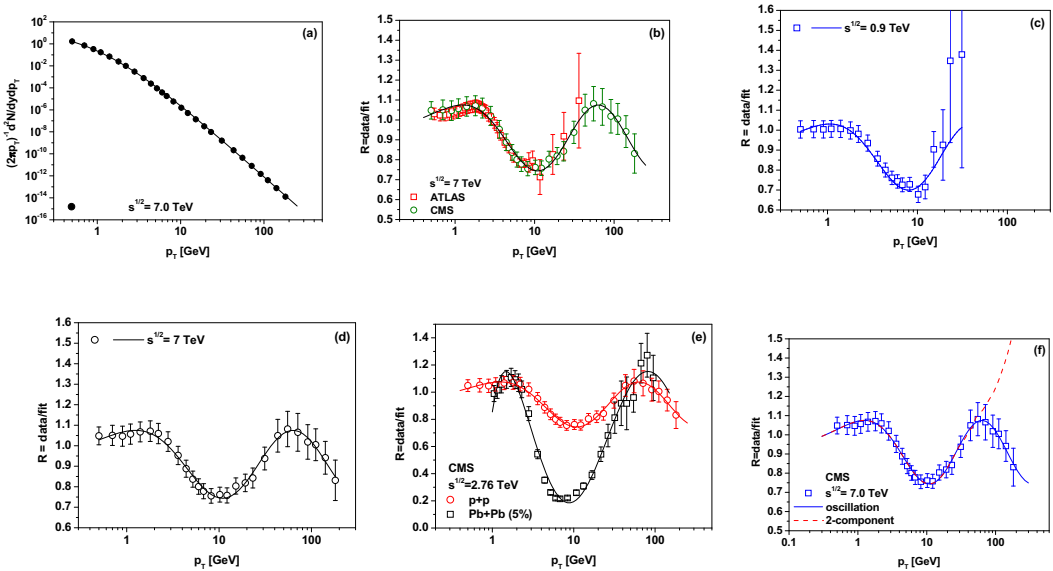 (a)
10²
10⁰
10⁻²
10⁻⁴
10⁻⁶
10⁻⁸
10⁻¹⁰
10⁻¹²
10⁻¹⁴
10⁻¹⁶
(2πp_T)⁻¹ d²N/dydp_T
s^1/2= 7.0 TeV
1 10 100
p_T [GeV]
(b)
1.5
1.4
1.3
1.2
1.1
1.0
0.9
0.8
0.7
0.6
0.5
R=data/fit
s^1/2= 7 TeV
ATLAS
CMS
1 10 100
p_T [GeV]
(c)
s^1/2= 0.9 TeV
1.6
1.5
1.4
1.3
1.2
1.1
1.0
0.9
0.8
0.7
0.6
R = data/fit
1 10 100
p_T [GeV]
(d)
s^1/2= 7 TeV
1.6
1.5
1.4
1.3
1.2
1.1
1.0
0.9
0.8
0.7
0.6
R = data/fit
1 10 100
p_T [GeV]
(e)
1.4
1.2
1.0
0.8
0.6
0.4
0.2
0.0
R=data/fit
CMS
s^1/2=2.76 TeV
p+p
Pb+Pb (5%)
1 10 100
p_T [GeV]
(f)
1.5
1.4
1.3
1.2
1.1
1.0
0.9
0.8
0.7
0.6
0.5
R=data/fit
CMS
s^1/2= 7.0 TeV
oscillation
2-component
0.1 1 10 100
p_T [GeV]